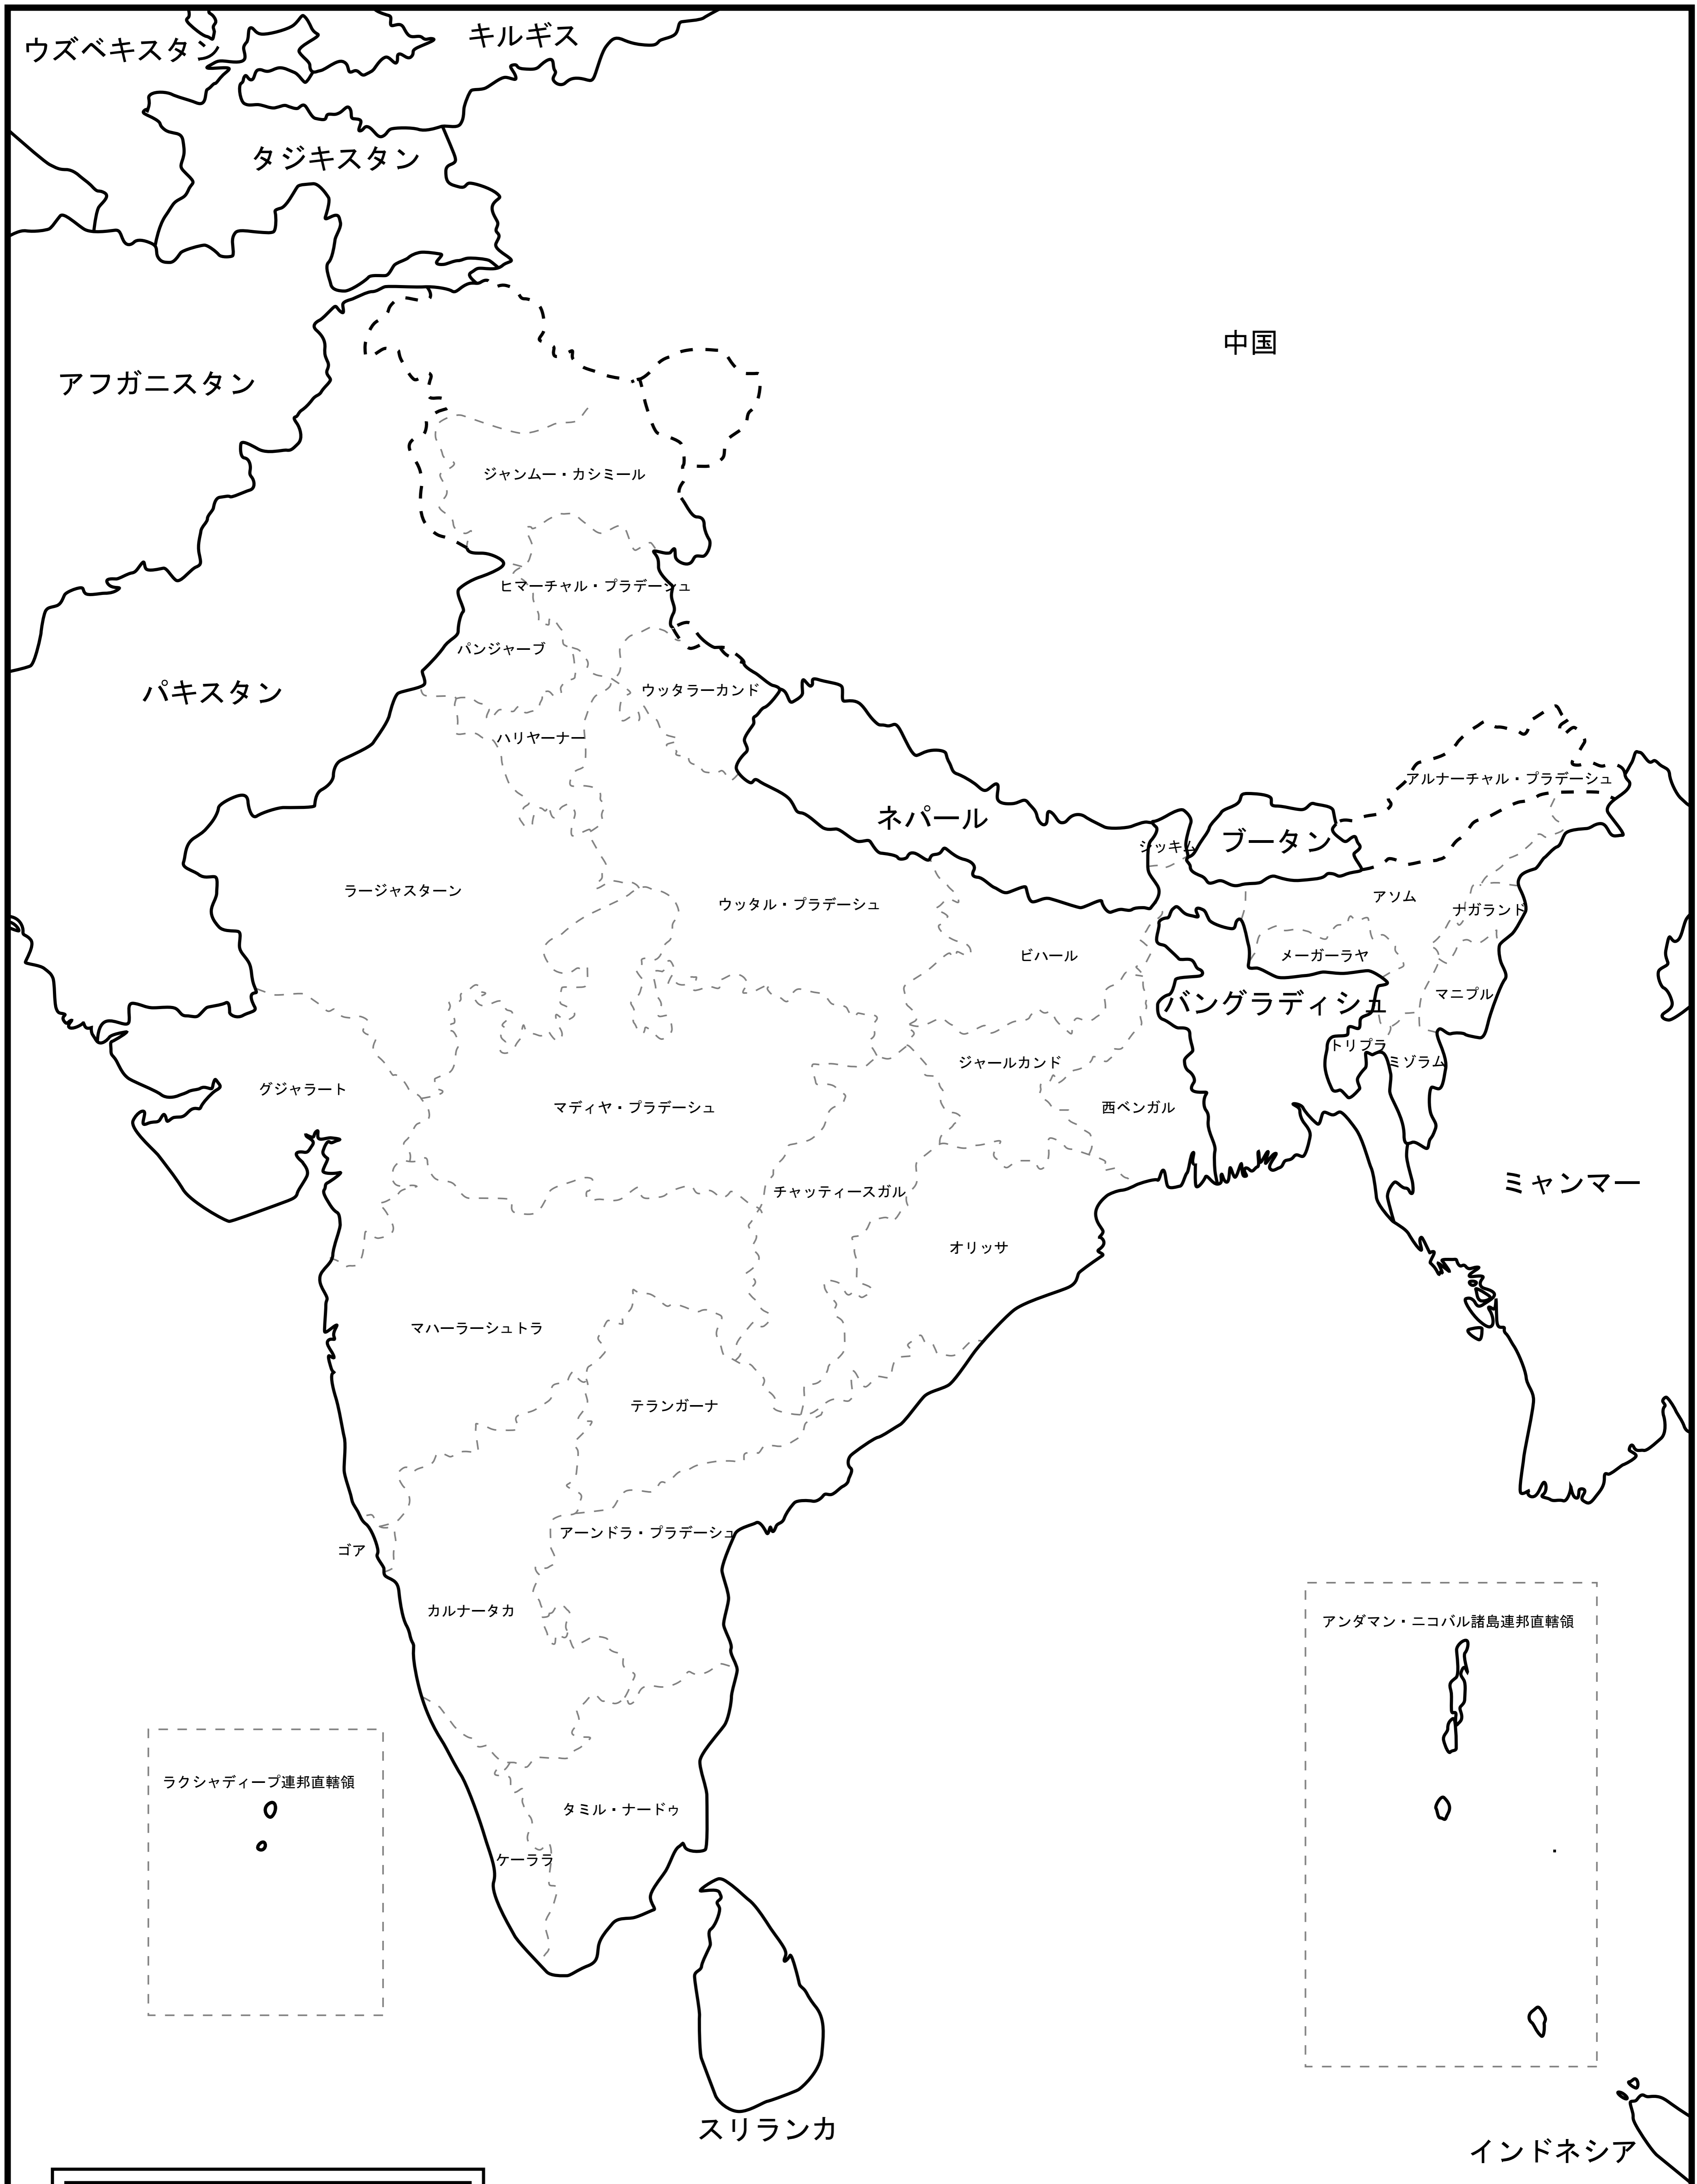 キルギス
ウズベキスタン
タジキスタン
中国
アフガニスタン
ジャンムー・カシミール
ヒマーチャル・プラデーシュ
パンジャーブ
パキスタン
ウッタラーカンド
ハリヤーナー
アルナーチャル・プラデーシュ
ネパール
ブータン
シッキム
ラージャスターン
アソム
ウッタル・プラデーシュ
ナガランド
ビハール
メーガーラヤ
マニプル
バングラディシュ
トリプラ
ジャールカンド
ミゾラム
グジャラート
マディヤ・プラデーシュ
西ベンガル
ミャンマー
チャッティースガル
オリッサ
マハーラーシュトラ
テランガーナ
アーンドラ・プラデーシュ
ゴア
カルナータカ
アンダマン・ニコバル諸島連邦直轄領
ラクシャディープ連邦直轄領
タミル・ナードゥ
ケーララ
スリランカ
インドネシア